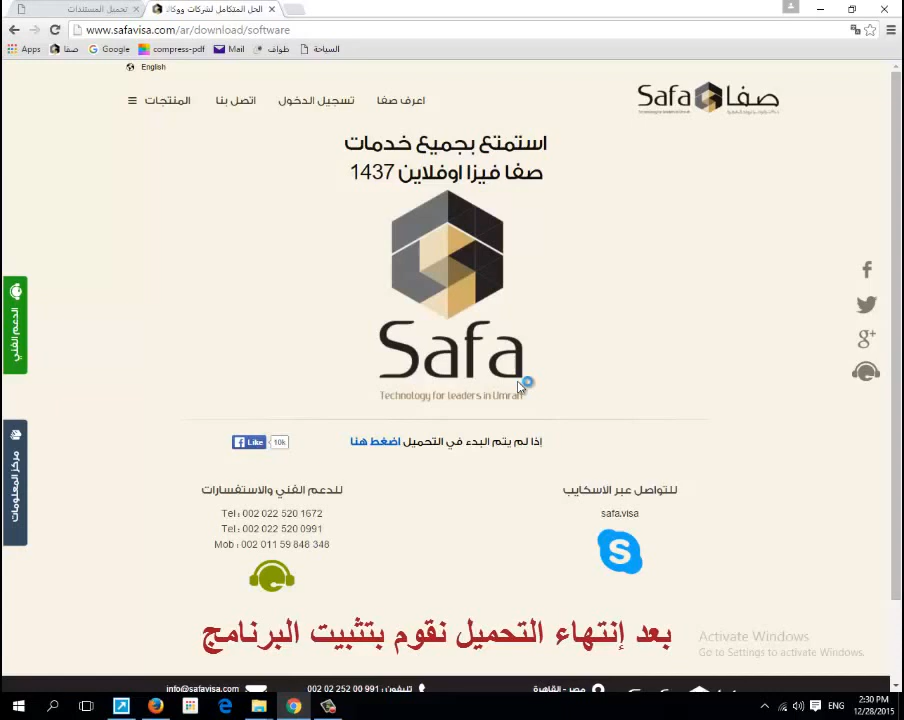 تحميل المستندات
الحل المتكامل لشركات ووكلا
www.safavisa.com/ar/download/software
Apps
صفا
Google
compress-pdf
Mail
طواف
السياحة
English
المنتجات
اتصل بنا
تسجيل الدخول
اعرف صفا
Safa صفا
استمتع بجميع خدمات
صفا فيزا اوفلاين 1437
Safa
Technology for leaders in Umrah
الدعم الفني
مركز المعلومات
Like 10k
إذا لم يتم البدء في التحميل اضغط هنا
للدعم الفني والاستفسارات
Tel : 002 022 520 1672
Tel : 002 022 520 0991
Mob : 002 011 59 848 348
للتواصل عبر الاسكايب
safa.visa
بعد إنتهاء التحميل نقوم بتثبيت البرنامج
Activate Windows
Go to Settings to activate Windows.
info@safavisa.com
تليفون : 991 00 252 02 002
مصر - القاهرة
ENG
2:30 PM
12/28/2015